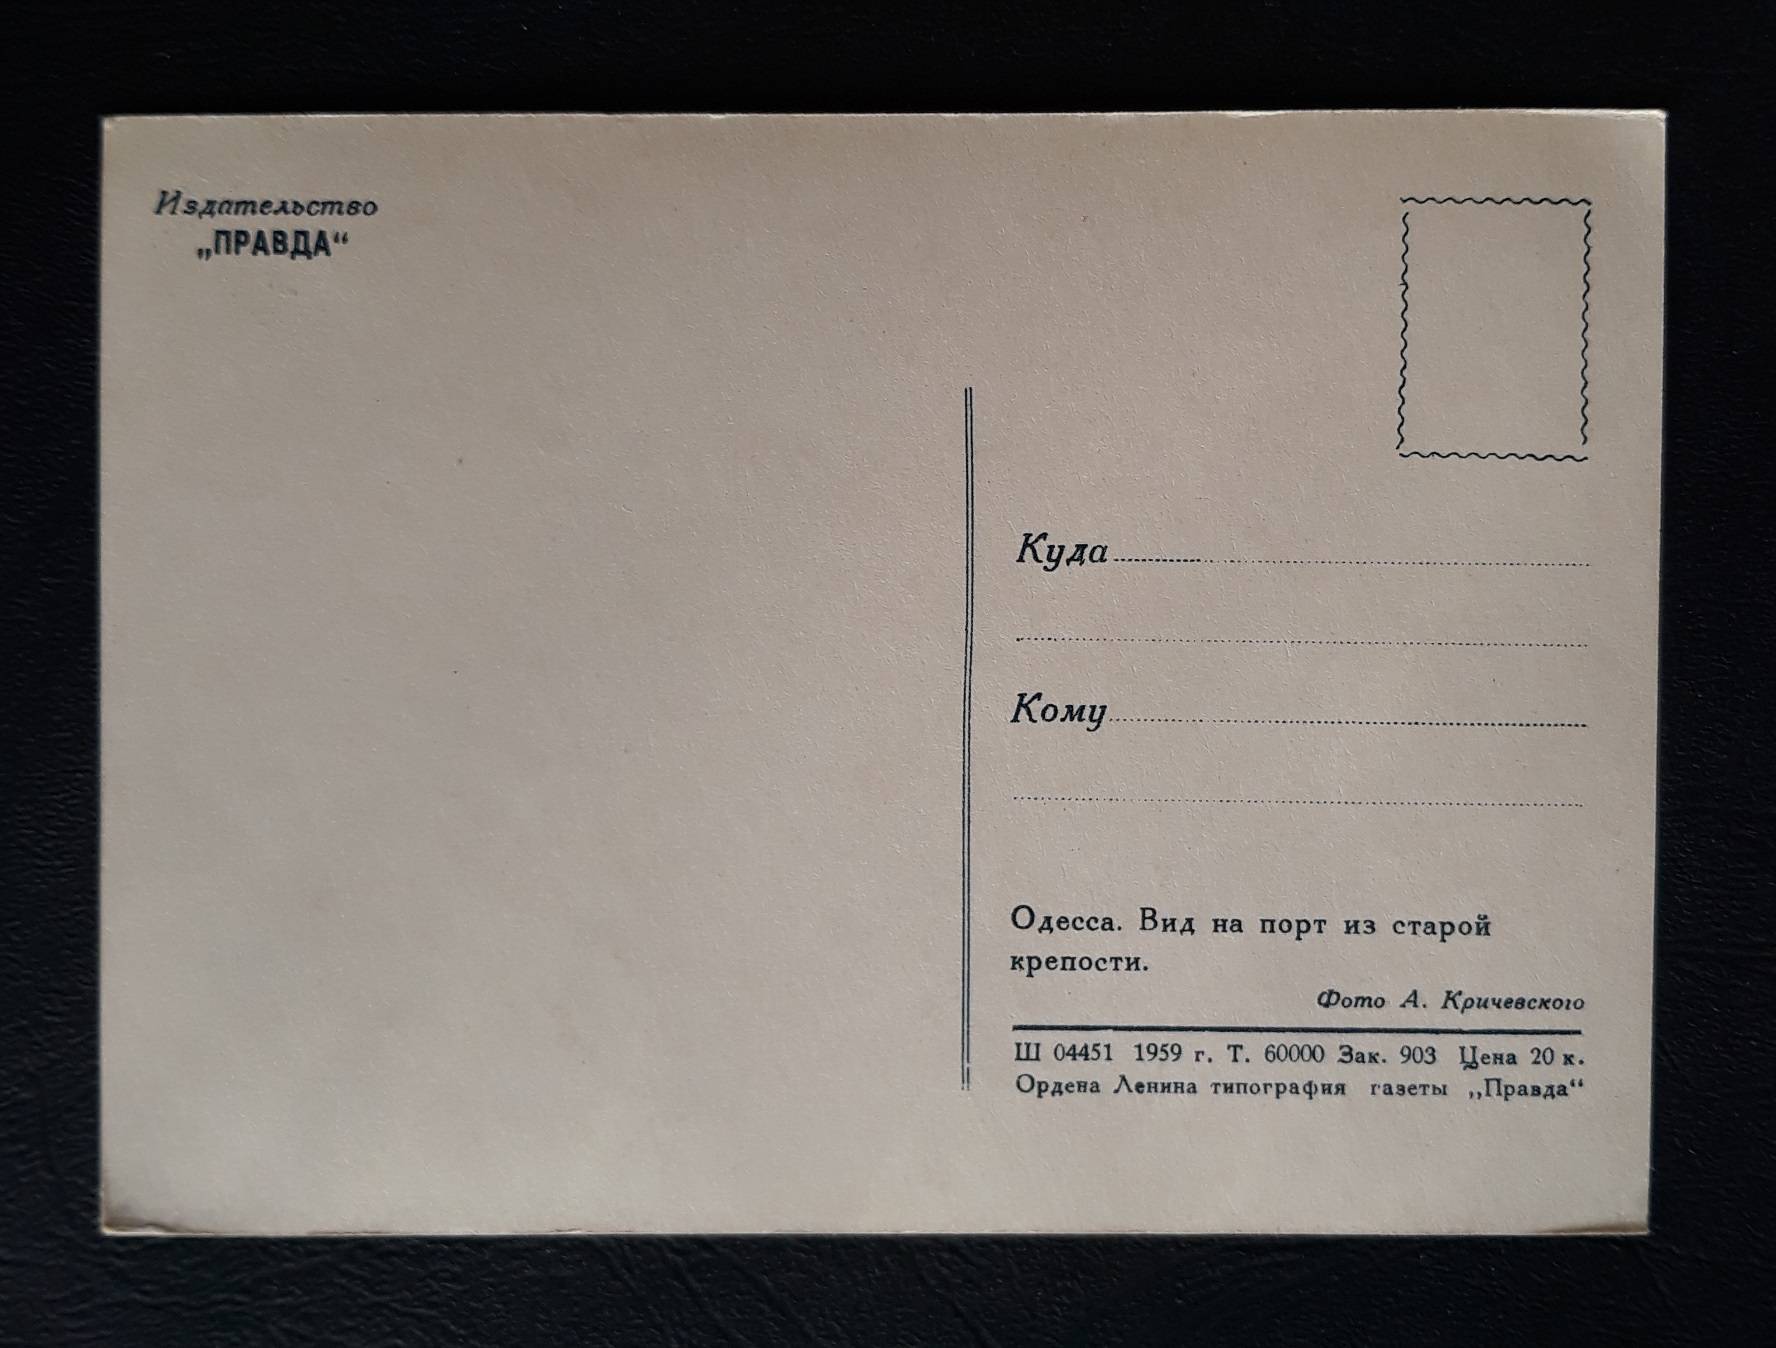 Издательство
„ПРАВДА“
Куда
Кому
Одесса. Вид на порт из старой
крепости.
Фото А. Кричевского
Ш 04451 1959 г. Т. 60000 Зак. 903 Цена 20 к.
Ордена Ленина типография газеты „Правда“